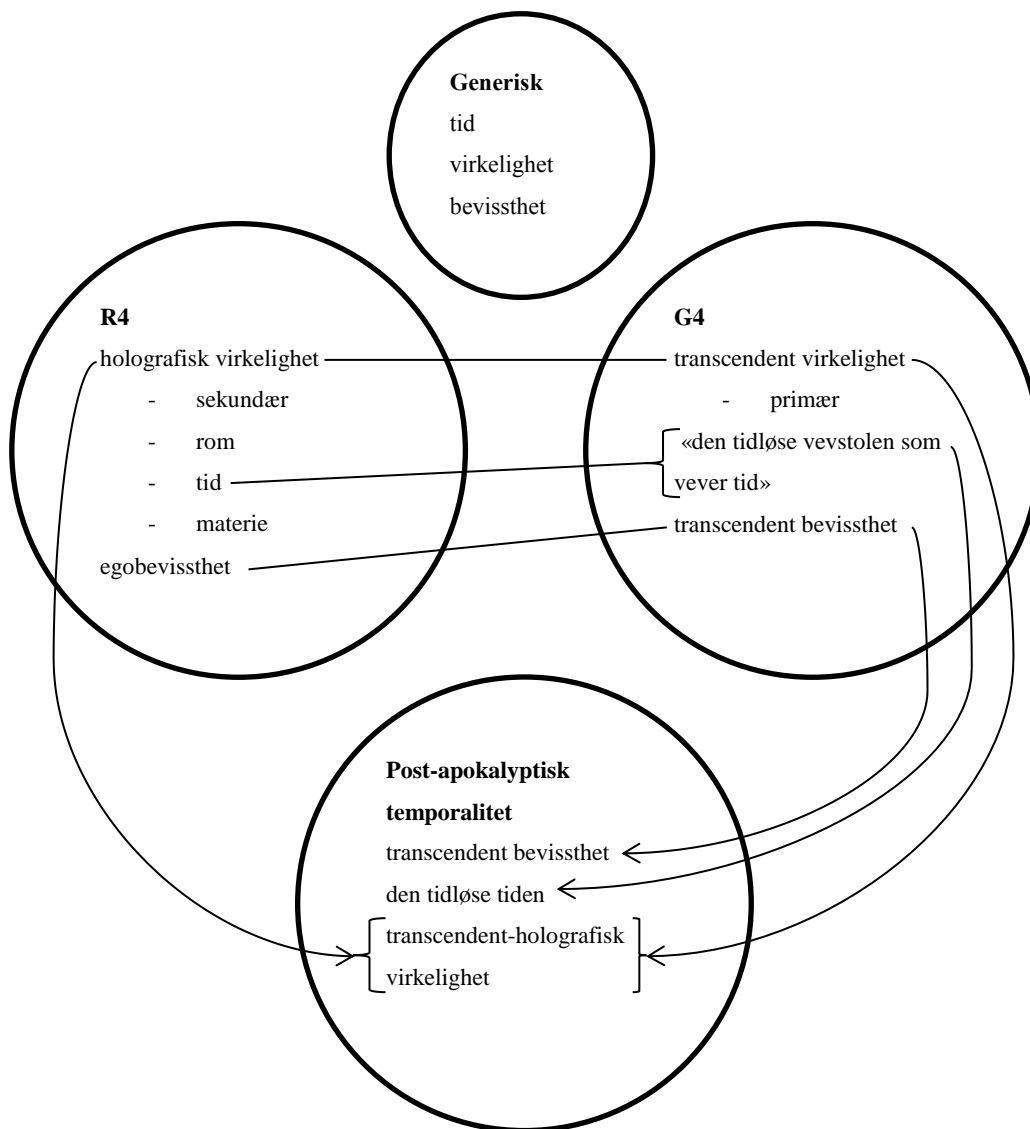 Generisk
tid
virkelighet
bevissthet
R4
holografisk virkelighet
- sekundær
- rom
- tid
- materie
egobevissthet
G4
transcendent virkelighet
- primær
«den tidløse vevstolen som
vever tid»
transcendent bevissthet
Post-apokalyptisk
temporalitet
transcendent bevissthet
den tidløse tiden
transcendent-holografisk
virkelighet